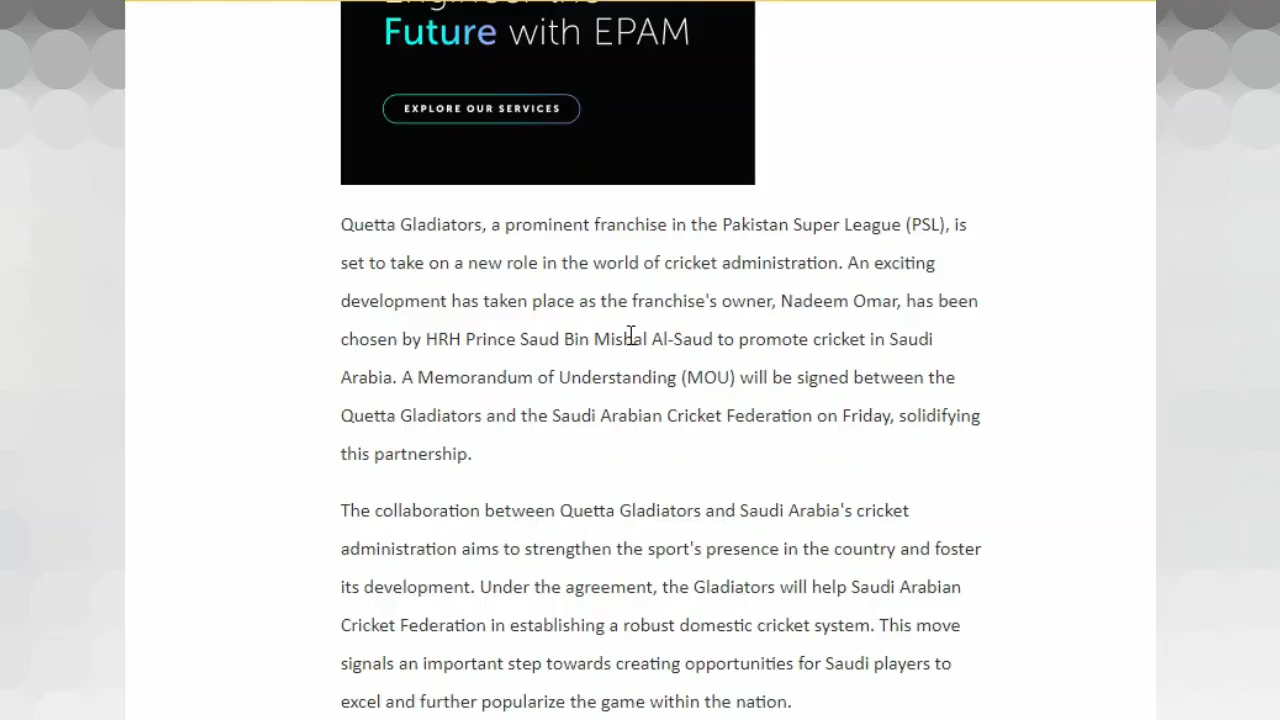 Future with EPAM
EXPLORE OUR SERVICES
Quetta Gladiators, a prominent franchise in the Pakistan Super League (PSL), is
set to take on a new role in the world of cricket administration. An exciting
development has taken place as the franchise's owner, Nadeem Omar, has been
chosen by HRH Prince Saud Bin Mishal Al-Saud to promote cricket in Saudi
Arabia. A Memorandum of Understanding (MOU) will be signed between the
Quetta Gladiators and the Saudi Arabian Cricket Federation on Friday, solidifying
this partnership.
The collaboration between Quetta Gladiators and Saudi Arabia's cricket
administration aims to strengthen the sport's presence in the country and foster
its development. Under the agreement, the Gladiators will help Saudi Arabian
Cricket Federation in establishing a robust domestic cricket system. This move
signals an important step towards creating opportunities for Saudi players to
excel and further popularize the game within the nation.